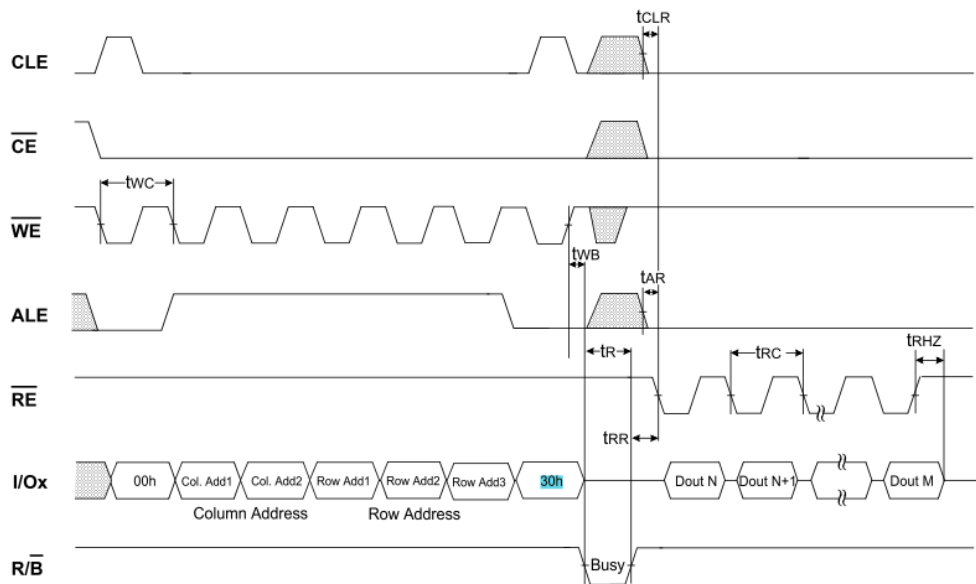 tCLR
CLE
CE
tWC
WE
tWB
tAR
ALE
tR
tRC
tRHZ
RE
tRR
I/Ox
00h
Col. Add1
Col. Add2
Row Add1
Row Add2
Row Add3
30h
Dout N
Dout N+1
Dout M
Column Address
Row Address
R/B
Busy